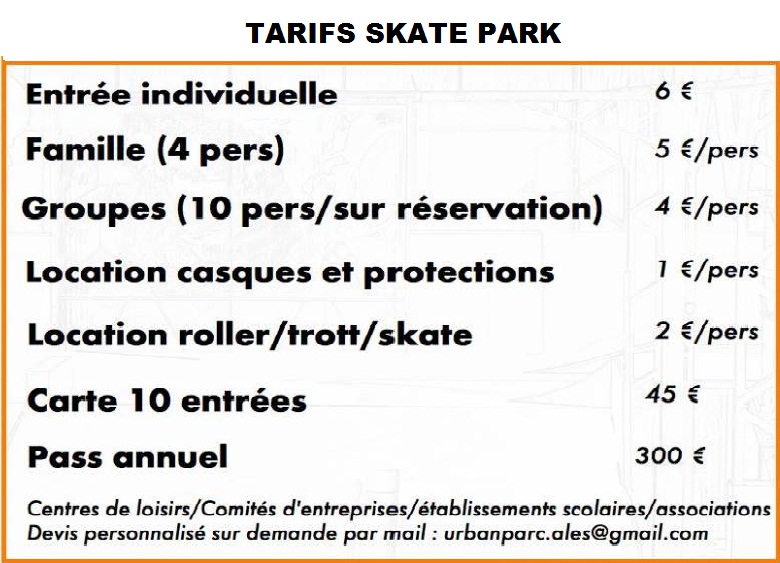 TARIFS SKATE PARK
Entrée individuelle 6 €
Famille (4 pers) 5 €/pers
Groupes (10 pers/sur réservation) 4 €/pers
Location casques et protections 1 €/pers
Location roller/trott/skate 2 €/pers
Carte 10 entrées 45 €
Pass annuel 300 €
Centres de loisirs/Comités d'entreprises/établissements scolaires/associations
Devis personnalisé sur demande par mail : urbanparc.ales@gmail.com